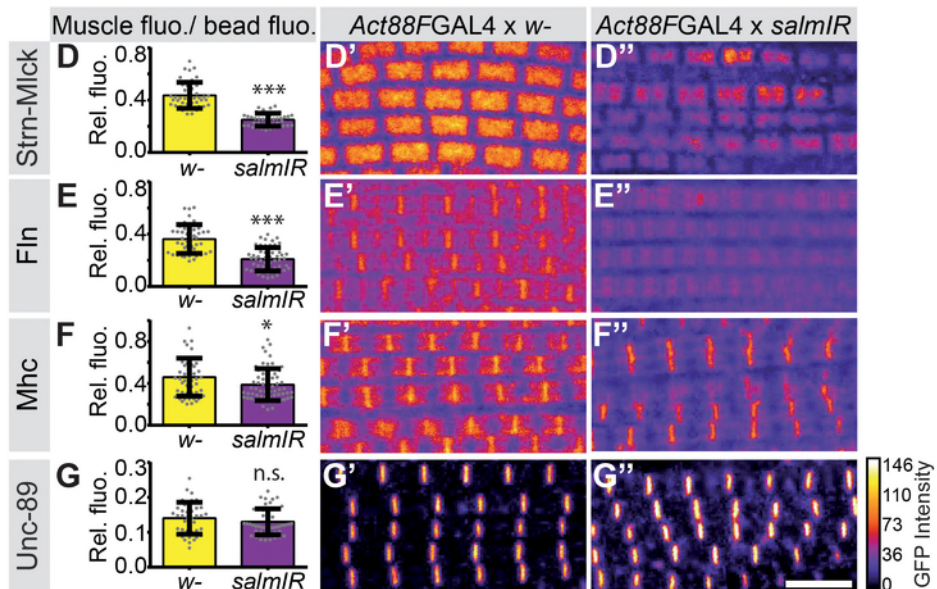 Muscle fluo./ bead fluo. Act88FGAL4 x w- Act88FGAL4 x salmIR
Strn-Mlck
D
Rel. fluo.
0.8
0.4
0.0
***
w- salmIR
D'
D''
Fln
E
Rel. fluo.
0.8
0.4
0.0
***
w- salmIR
E'
E''
Mhc
F
Rel. fluo.
0.8
0.4
0.0
*
w- salmIR
F'
F''
Unc-89
G
Rel. fluo.
0.3
0.2
0.1
0.0
n.s.
w- salmIR
G'
G''
146
110
73
36
0
GFP Intensity